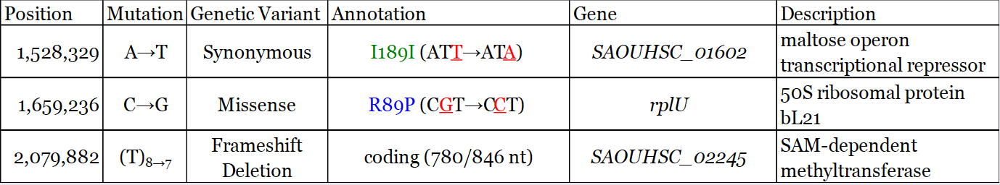 Position Mutation Genetic Variant Annotation Gene Description
1,528,329 A→T Synonymous I189I (ATT→ATA) SAOUHSC_01602 maltose operon
transcriptional repressor
1,659,236 C→G Missense R89P (CGT→CCT) rplU 50S ribosomal protein
bL21
2,079,882 (T)8→7 Frameshift
Deletion coding (780/846 nt) SAOUHSC_02245 SAM-dependent
methyltransferase